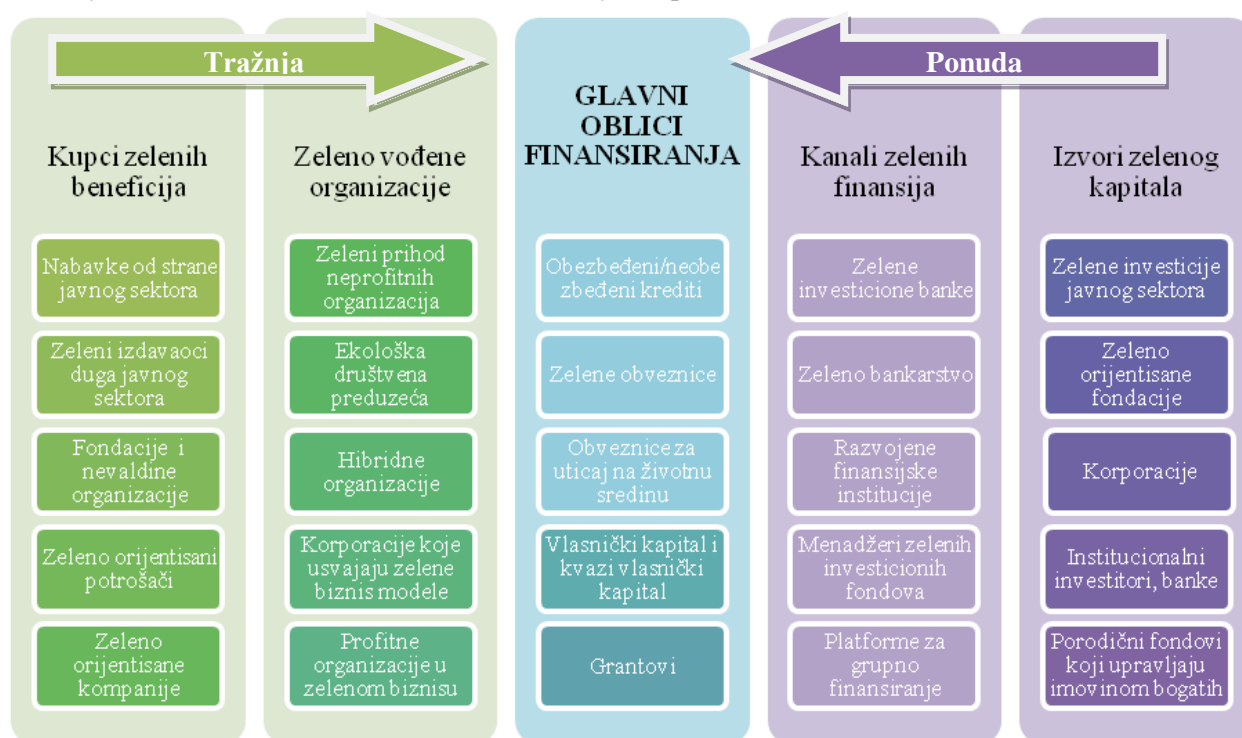 Tražnja
Ponuda
Kupci zelenih
beneficija
Nabavke od strane
javnog sektora
Zeleni izdavaoci
duga javnog
sektora
Fondacije i
nevaldine
organizacije
Zeleno orijentisani
potrošači
Zeleno
orijentisane
kompanije
Zeleno vođene
organizacije
Zeleni prihod
neprofitnih
organizacija
Ekološka
društvena
preduzeća
Hibridne
organizacije
Korporacije koje
usvajaju zelene
biznis modele
Profitne
organizacije u
zelenom biznisu
GLAVNI
OBLICI
FINANSIRANJA
Obezbeđeni/neobe
zbeđeni krediti
Zelene obveznice
Obveznice za
uticaj na životnu
sredinu
Vlasnički kapital i
kvazi vlasnički
kapital
Grantovi
Kanali zelenih
finansija
Zelene
investicione banke
Zeleno bankarstvo
Razvojene
finansijske
institucije
Menadžeri zelenih
investicionih
fondova
Platforme za
grupno
finansiranje
Izvori zelenog
kapitala
Zelene investicije
javnog sektora
Zeleno
orijentisane
fondacije
Korporacije
Institucionalni
investitori, banke
Porodični fondovi
koji upravljaju
imovinom bogatih